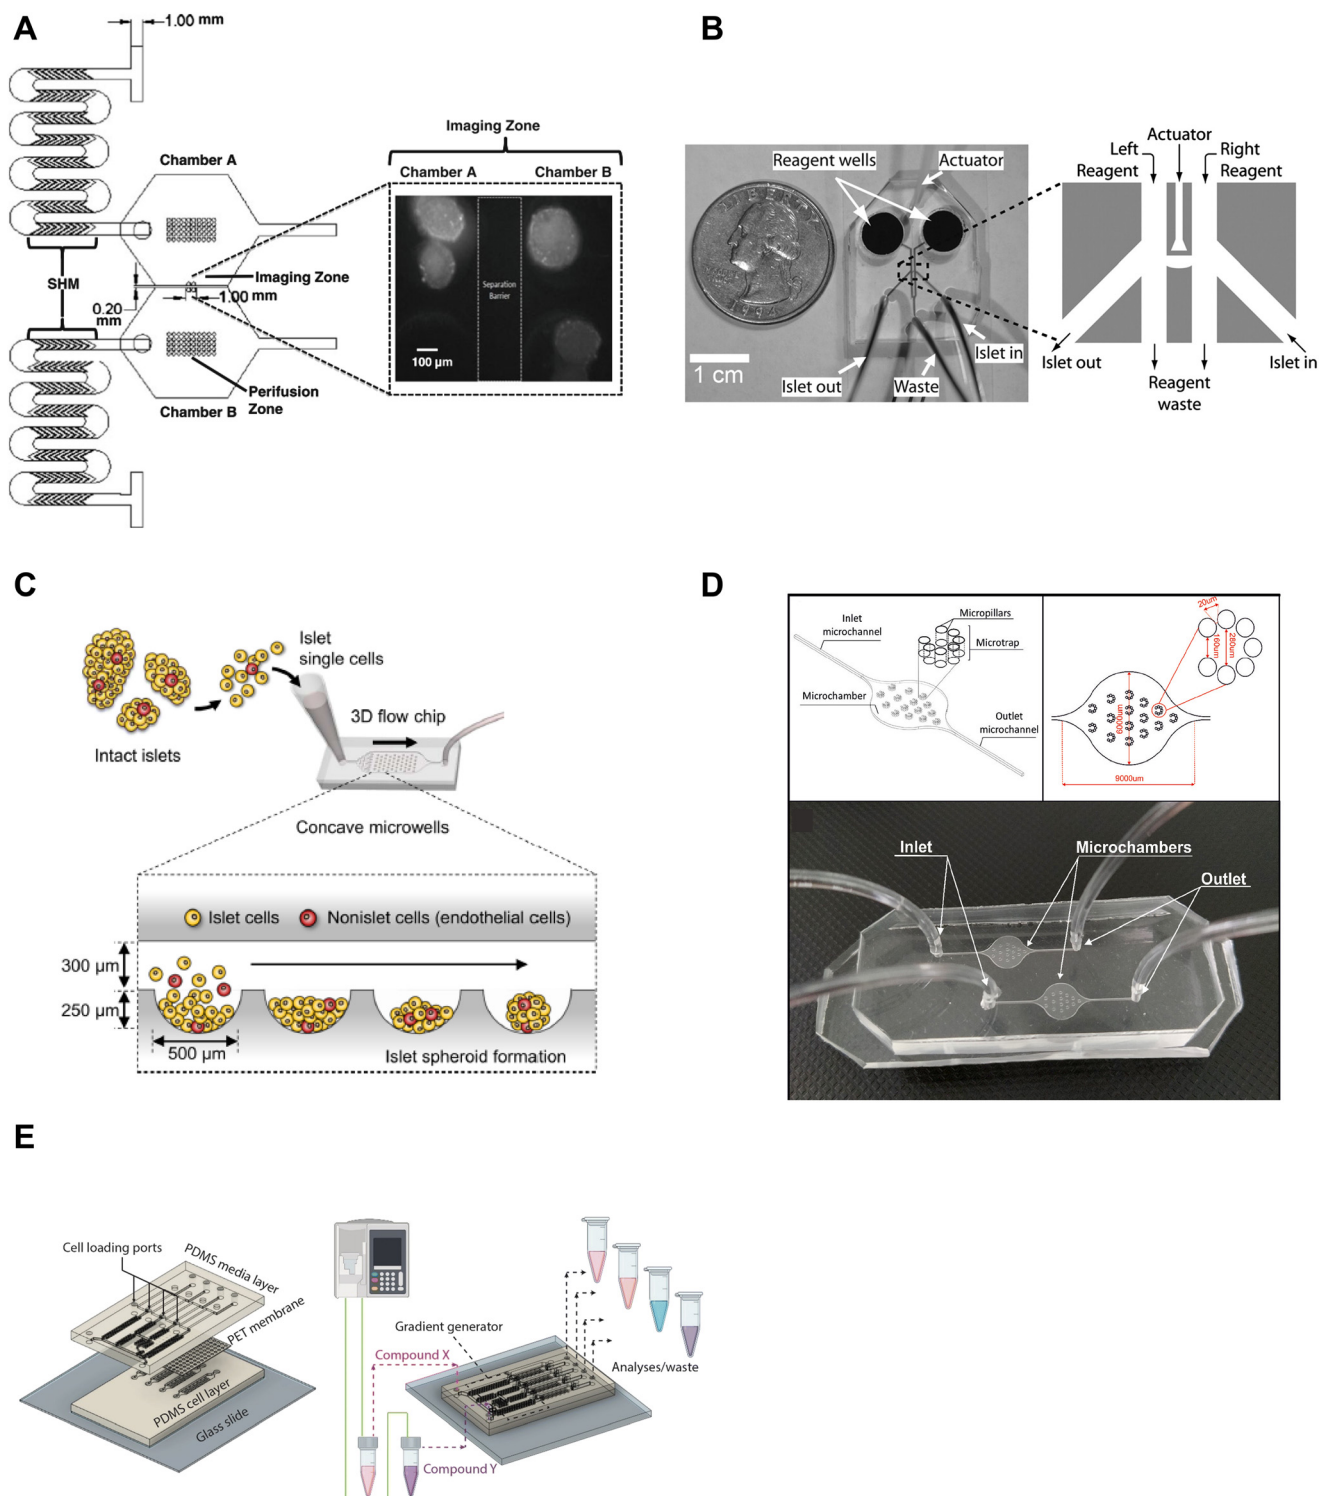 A
1.00 mm
Chamber A
SHM
Imaging Zone
1.00 mm
0.20
mm
Perifusion
Zone
Chamber B
Imaging Zone
Chamber A
Chamber B
Separation
Barrier
100 µm
B
Reagent wells
Actuator
1 cm
Islet out
Waste
Islet in
Actuator
Left
Reagent
Right
Reagent
Islet out
Reagent
waste
Islet in
C
Islet
single cells
Intact islets
3D flow chip
Concave microwells
Islet cells
Nonislet cells (endothelial cells)
300 µm
250 µm
500 µm
Islet spheroid formation
D
Inlet
microchannel
Micropillars
Microtrap
Microchamber
Outlet
microchannel
20um
160um
280um
6000um
9000um
Inlet
Microchambers
Outlet
E
Cell loading ports
PDMS media layer
PET membrane
PDMS cell layer
Glass slide
Gradient generator
Compound X
Compound Y
Analyses/waste